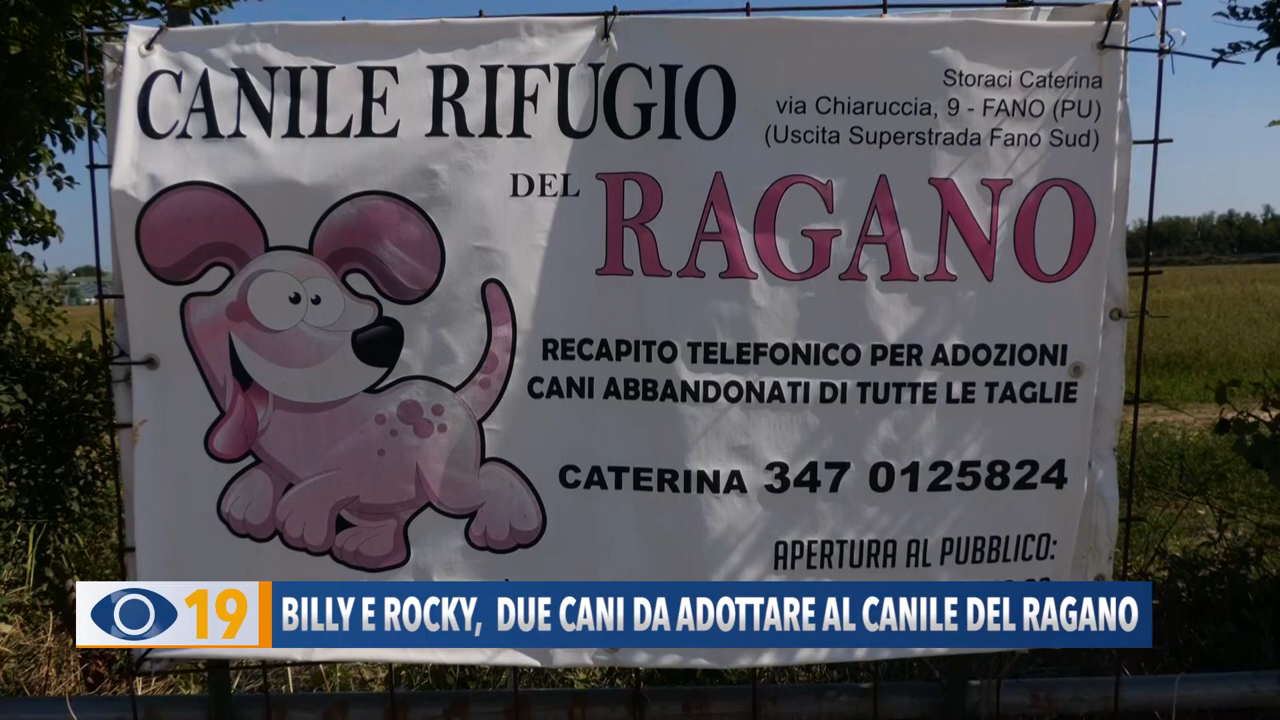 CANILE RIFUGIO
Storaci Caterina
via Chiaruccia, 9 - FANO (PU)
(Uscita Superstrada Fano Sud)
DEL RAGANO
RECAPITO TELEFONICO PER ADOZIONI
CANI ABBANDONATI DI TUTTE LE TAGLIE
CATERINA 347 0125824
APERTURA AL PUBBLICO:
19
BILLY E ROCKY, DUE CANI DA ADOTTARE AL CANILE DEL RAGANO